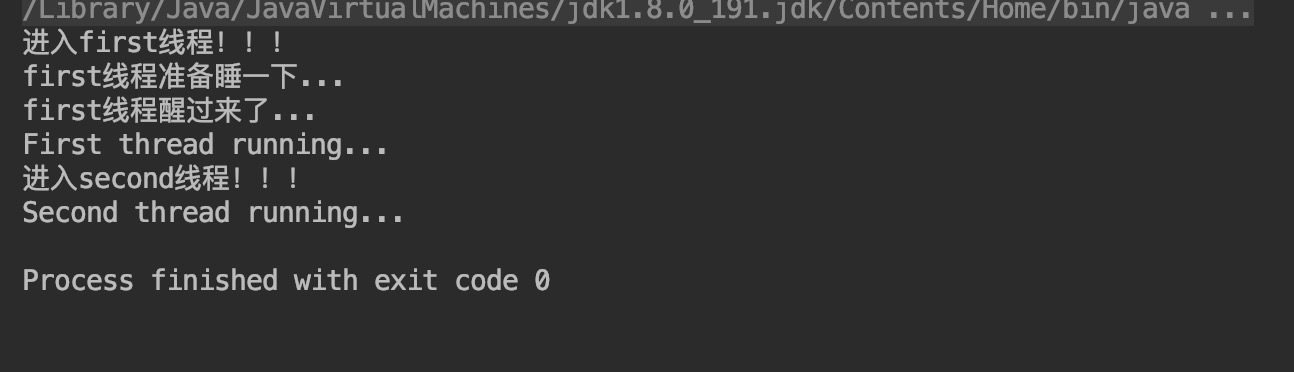 /Library/Java/JavaVirtualMachines/jdk1.8.0_191.jdk/Contents/Home/bin/java ...
进入first线程！！！
first线程准备睡一下...
first线程醒过来了...
First thread running...
进入second线程！！！
Second thread running...
Process finished with exit code 0